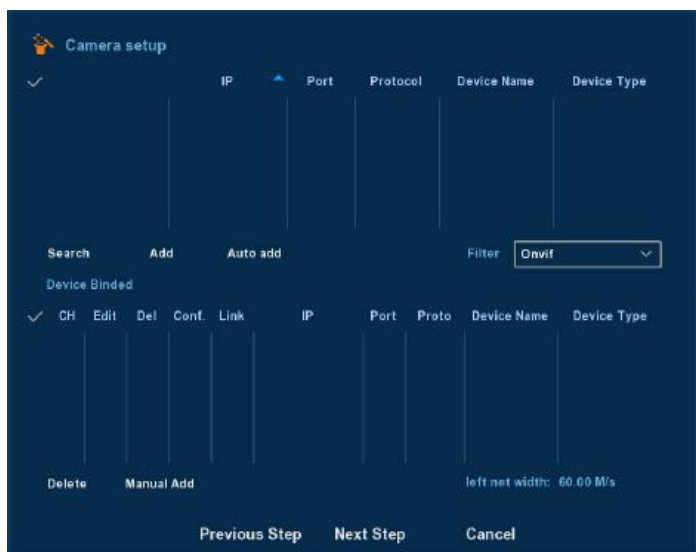 Camera setup
IP Port Protocol Device Name Device Type
Search Add Auto add Filter Onvif
Device Binded
CH Edit Del Conf. Link IP Port Proto Device Name Device Type
Delete Manual Add left net width: 60.00 M/s
Previous Step Next Step Cancel